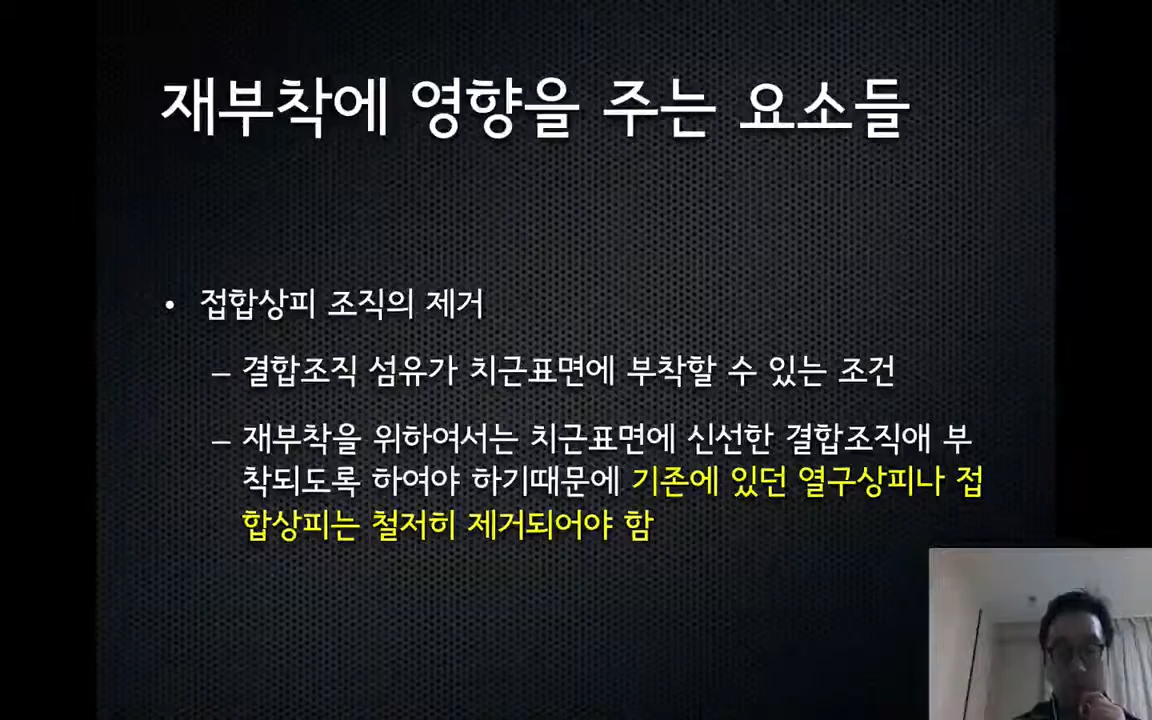 재부착에 영향을 주는 요소들
• 접합상피 조직의 제거
– 결합조직 섬유가 치근표면에 부착할 수 있는 조건
– 재부착을 위하여서는 치근표면에 신선한 결합조직애 부
착되도록 하여야 하기때문에 기존에 있던 열구상피나 접
합상피는 철저히 제거되어야 함